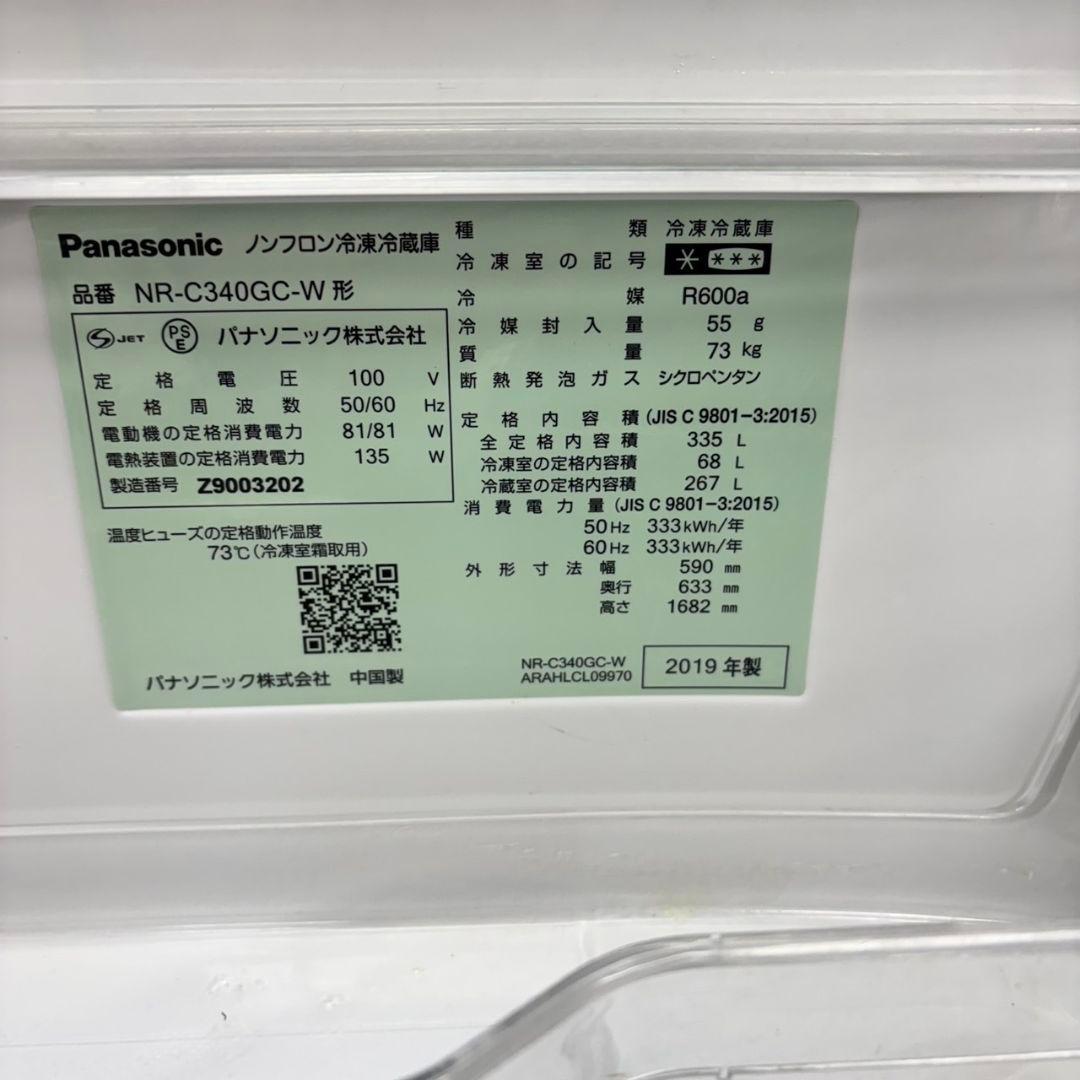 Panasonic ノンフロン冷凍冷蔵庫
品番 NR-C340GC-W 形
JET PSE パナソニック株式会社
定格電圧 100 V
定格周波数 50/60 Hz
電動機の定格消費電力 81/81 W
電熱装置の定格消費電力 135 W
製造番号 Z9003202
温度ヒューズの定格動作温度
73℃(冷凍室霜取用)
パナソニック株式会社 中国製
種類 冷凍冷蔵庫
冷凍室の記号 * ***
冷媒 R600a
冷媒封入量 55 g
質量 73 kg
断熱発泡ガス シクロペンタン
定格内容積 (JIS C 9801-3:2015)
全定格内容積 335 L
冷凍室の定格内容積 68 L
冷蔵室の定格内容積 267 L
消費電力量 (JIS C 9801-3:2015)
50Hz 333kWh/年
60Hz 333kWh/年
外形寸法 幅 590 mm
奥行 633 mm
高さ 1682 mm
NR-C340GC-W
ARAHLCL09970
2019 年製